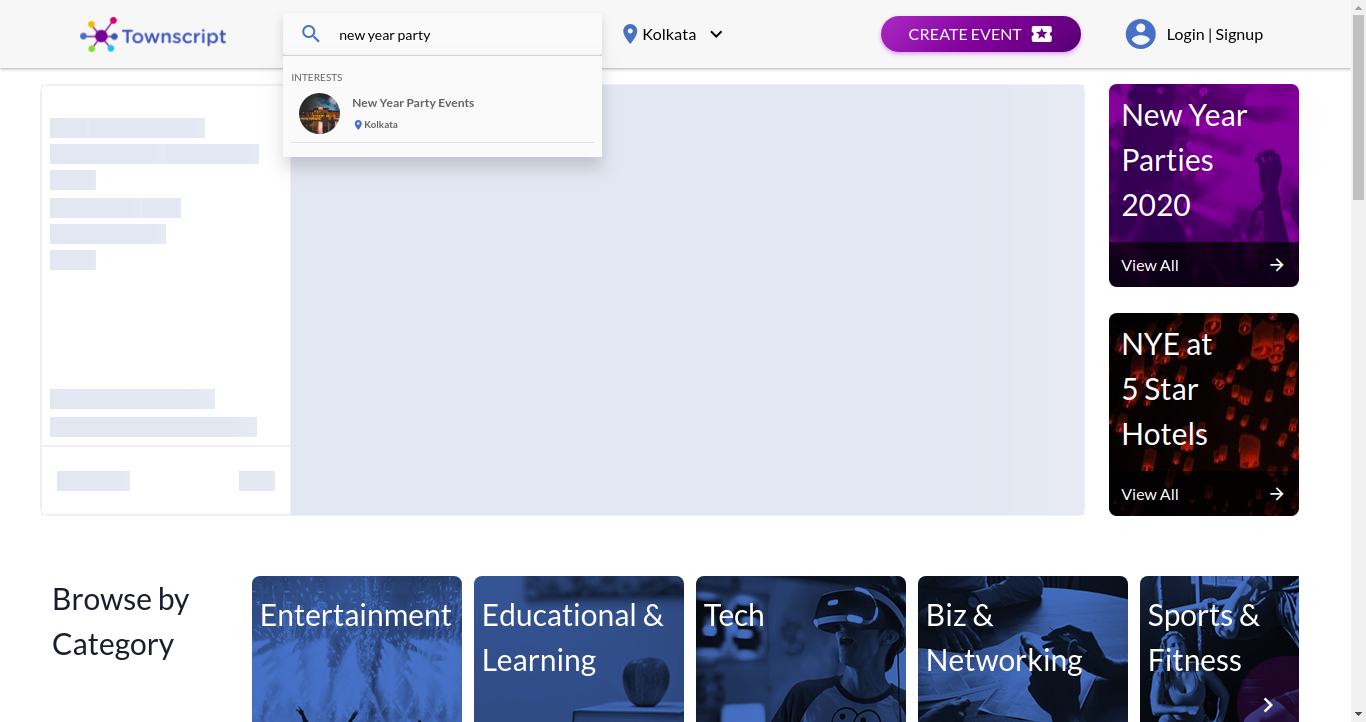 Townscript
new year party
Kolkata
CREATE EVENT
Login | Signup
INTERESTS
New Year Party Events
Kolkata
New Year
Parties
2020
View All
NYE at
5 Star
Hotels
View All
Browse by
Category
Entertainment
Educational &
Learning
Tech
Biz &
Networking
Sports &
Fitness